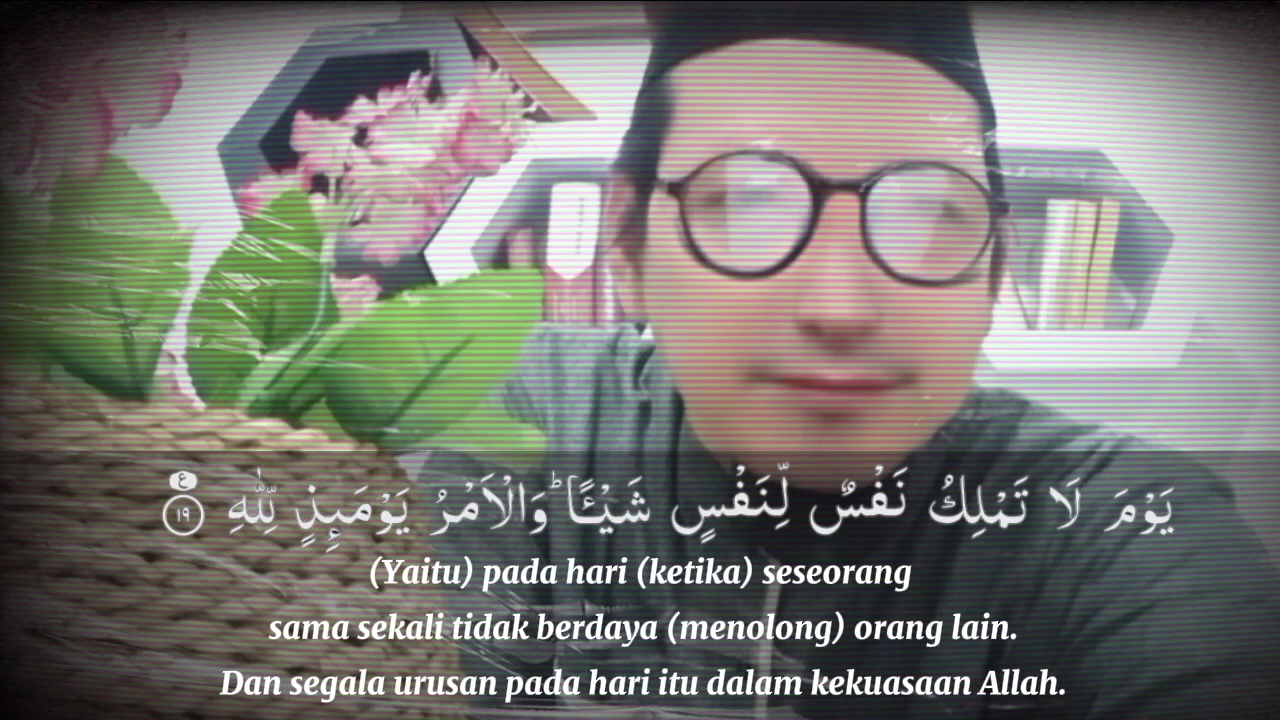 يَوْمَ لَا تَمْلِكُ نَفْسٌ لِّنَفْسٍ شَيْـًٔا ۗوَالْاَمْرُ يَوْمَىِٕذٍ لِّلّٰهِ ࣖ ١٩
(Yaitu) pada hari (ketika) seseorang
sama sekali tidak berdaya (menolong) orang lain.
Dan segala urusan pada hari itu dalam kekuasaan Allah.